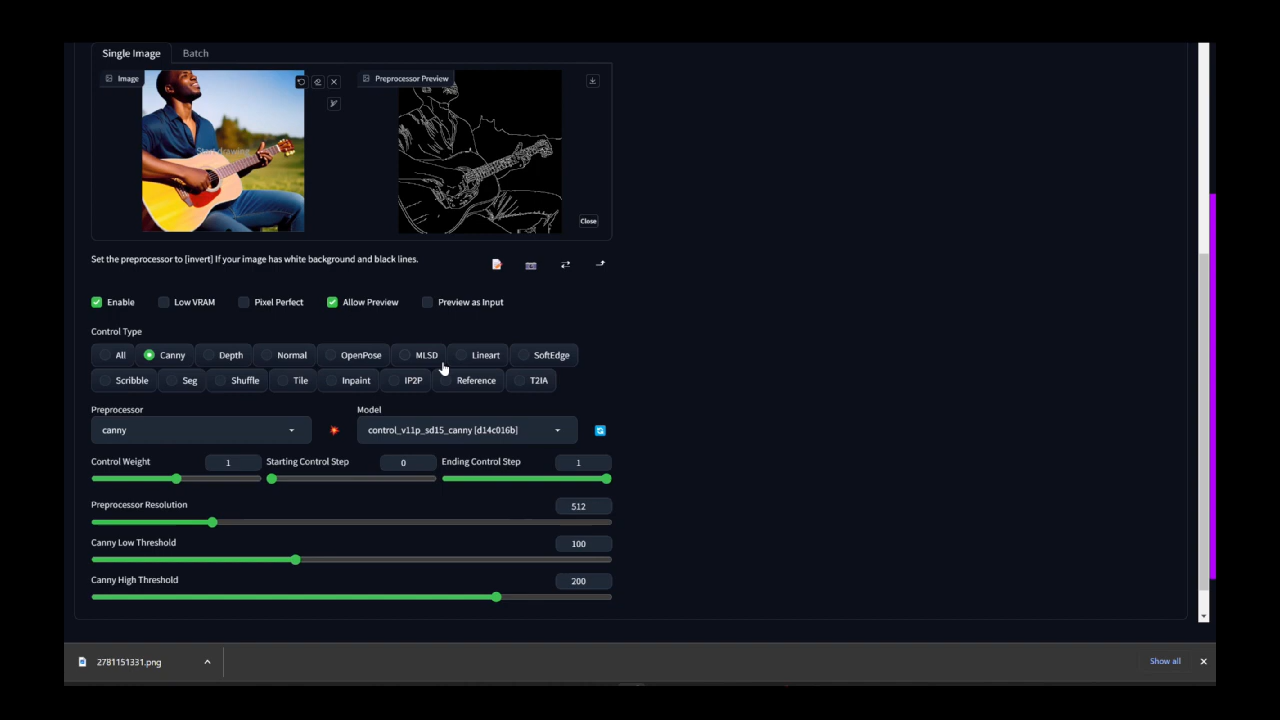 Single Image Batch
Image Preprocessor Preview
Start drawing
Close
Set the preprocessor to [invert] If your image has white background and black lines.
Enable Low VRAM Pixel Perfect Allow Preview Preview as Input
Control Type
All Canny Depth Normal OpenPose MLSD Lineart SoftEdge
Scribble Seg Shuffle Tile Inpaint IP2P Reference T2IA
Preprocessor Model
canny control_v11p_sd15_canny [d14c016b]
Control Weight 1 Starting Control Step 0 Ending Control Step 1
Preprocessor Resolution 512
Canny Low Threshold 100
Canny High Threshold 200
2781151331.png Show all